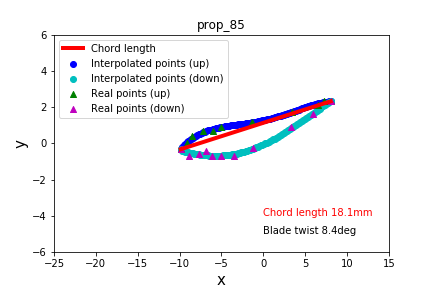 prop_85
Chord length
Interpolated points (up)
Interpolated points (down)
Real points (up)
Real points (down)
6
4
2
0
−2
−4
−6
y
Chord length 18.1mm
Blade twist 8.4deg
−25
−20
−15
−10
−5
0
5
10
15
x